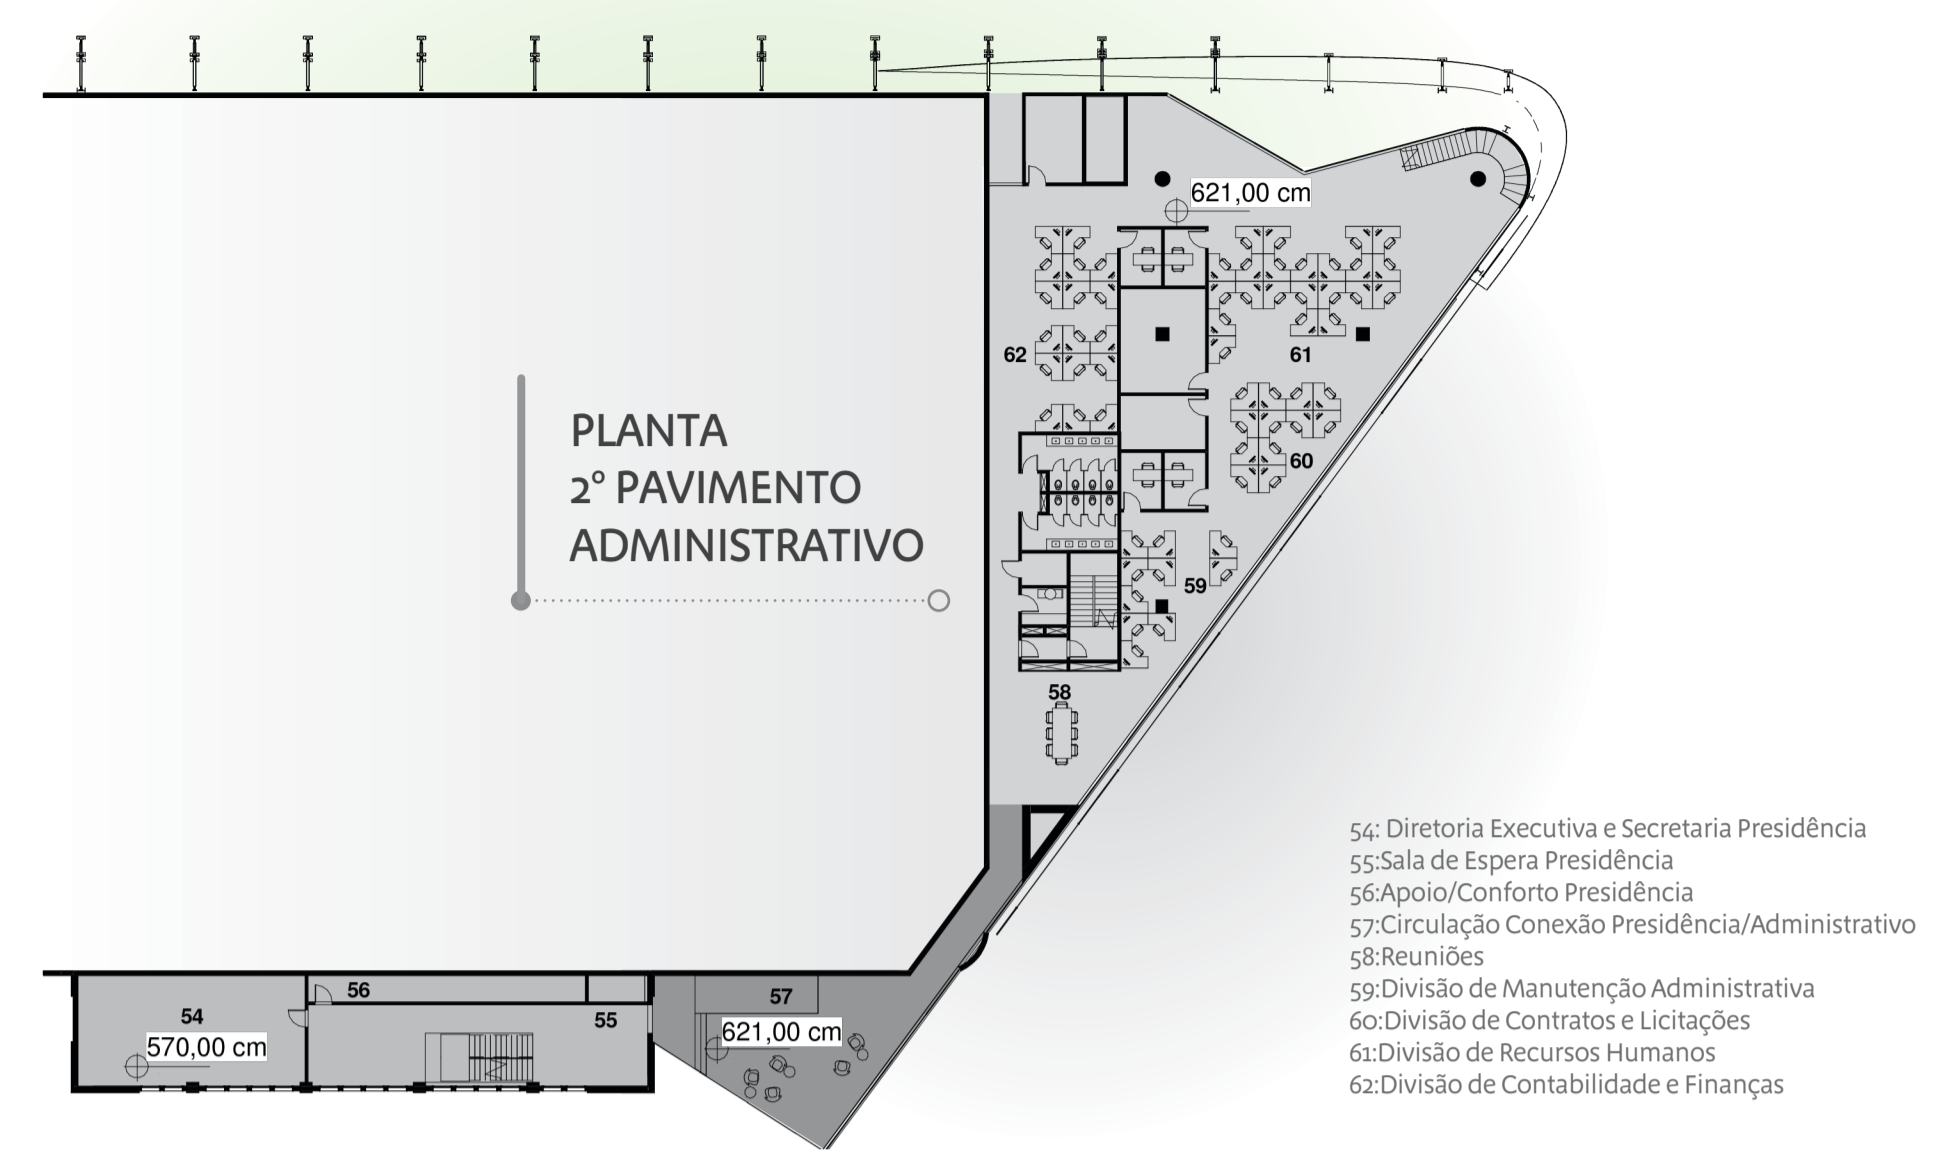 621,00 cm
62
61
PLANTA
2º PAVIMENTO
ADMINISTRATIVO
60
59
58
54: Diretoria Executiva e Secretaria Presidência
55:Sala de Espera Presidência
56:Apoio/Conforto Presidência
57:Circulação Conexão Presidência/Administrativo
58:Reuniões
59:Divisão de Manutenção Administrativa
60:Divisão de Contratos e Licitações
61:Divisão de Recursos Humanos
62:Divisão de Contabilidade e Finanças
56
57
54
55
621,00 cm
570,00 cm